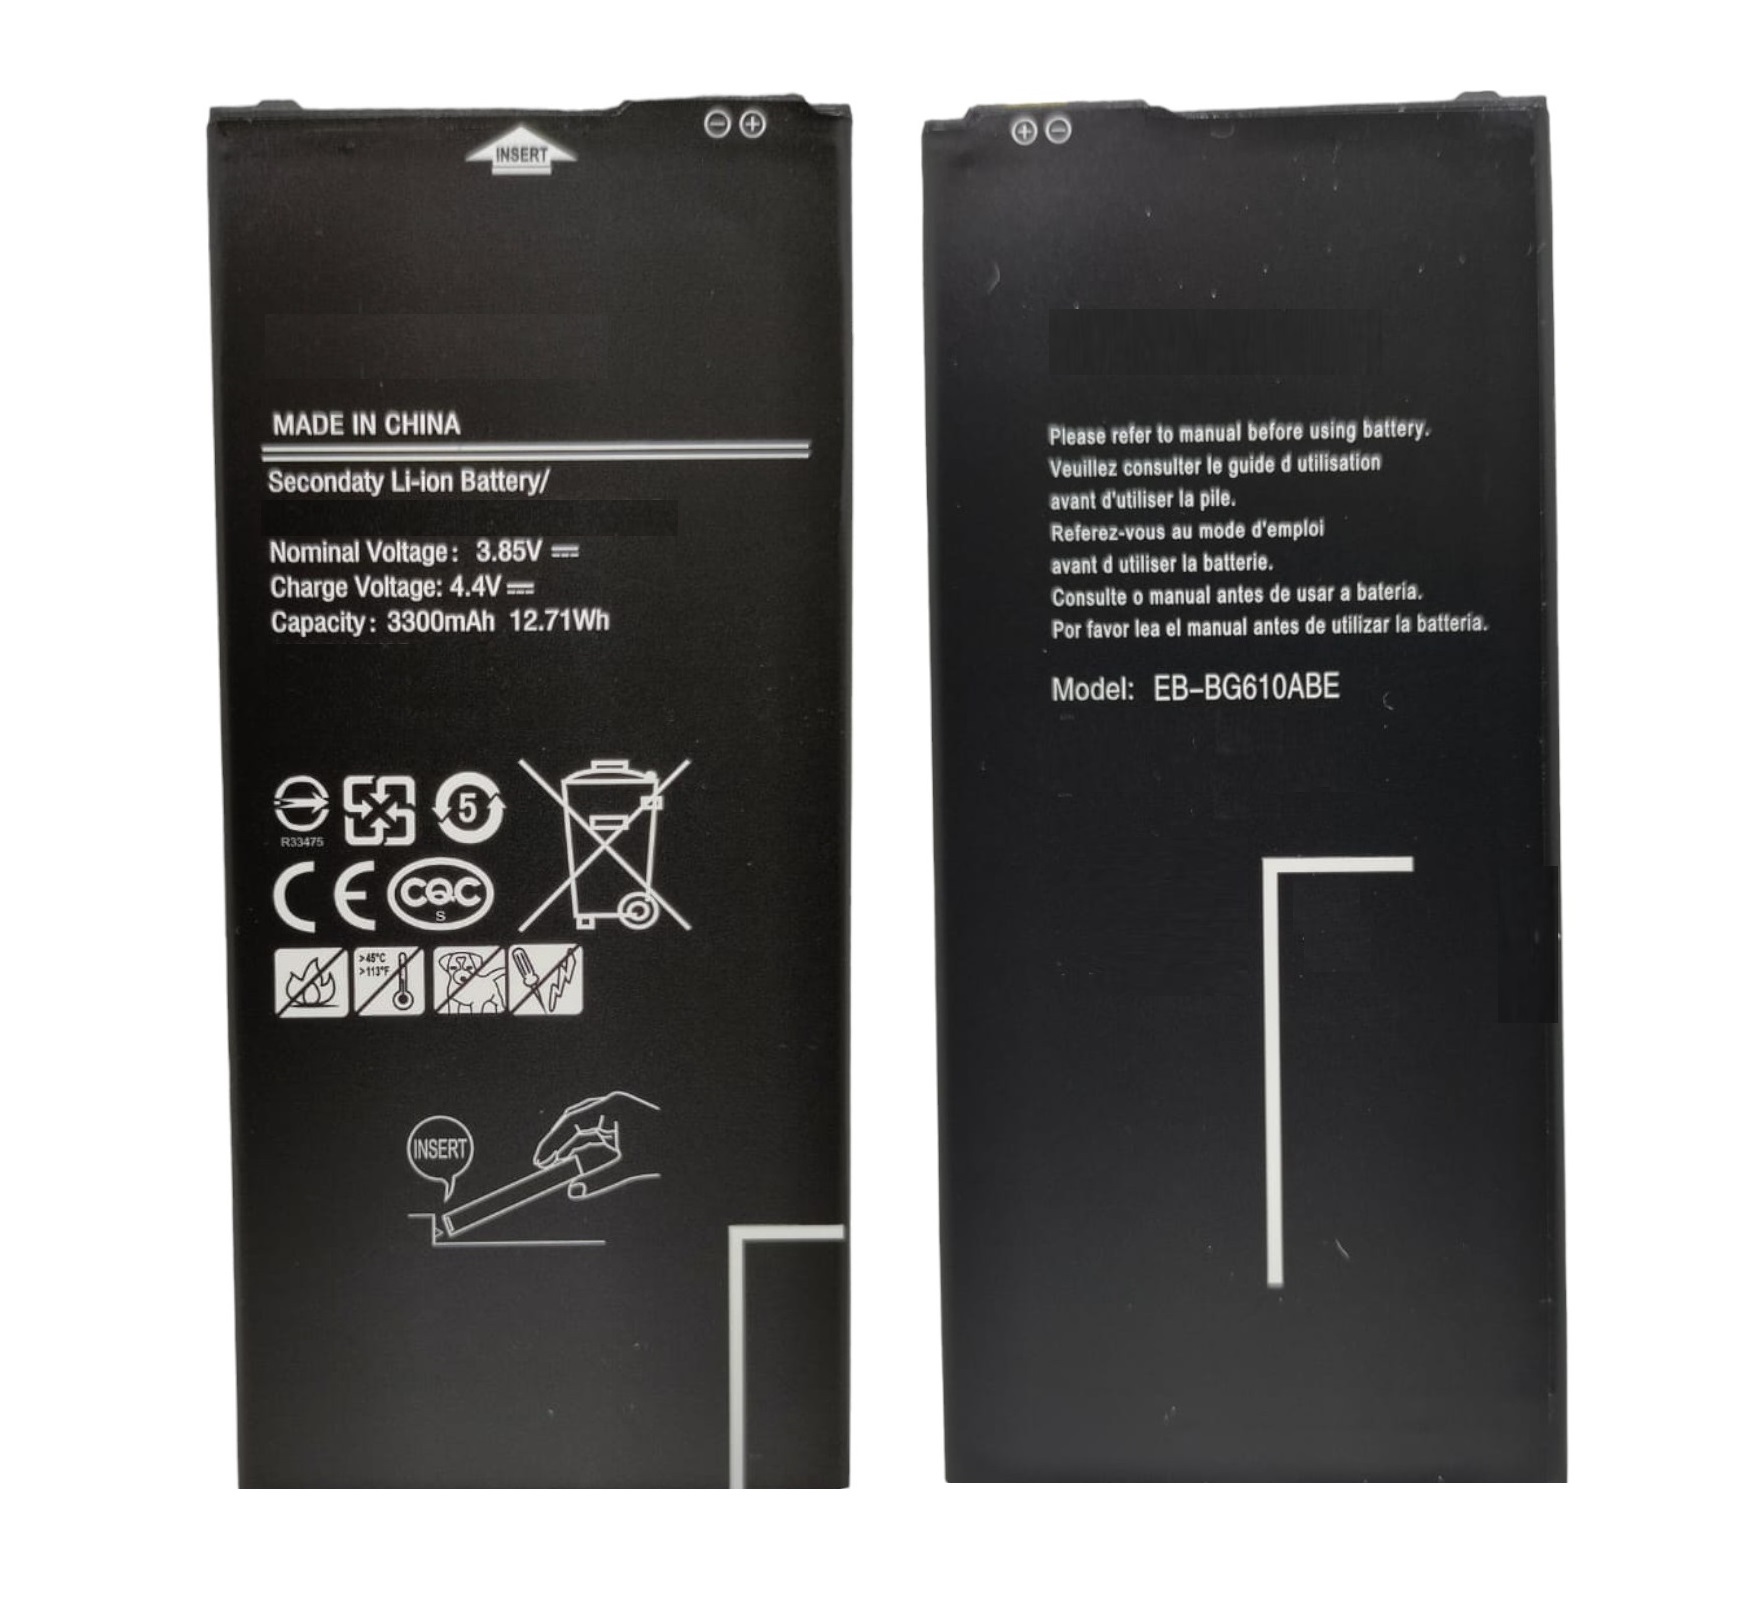 INSERT
MADE IN CHINA
Secondaty Li-ion Battery/
Nominal Voltage: 3.85V
Charge Voltage: 4.4V
Capacity: 3300mAh 12.71Wh
R33475
5
CE
CQC
S
>45°C
>113°F
INSERT
Please refer to manual before using battery.
Veuillez consulter le guide d utilisation
avant d'utiliser la pile.
Referez-vous au mode d'emploi
avant d utiliser la batterie.
Consulte o manual antes de usar a bateria.
Por favor lea el manual antes de utilizar la batteria.
Model: EB-BG610ABE